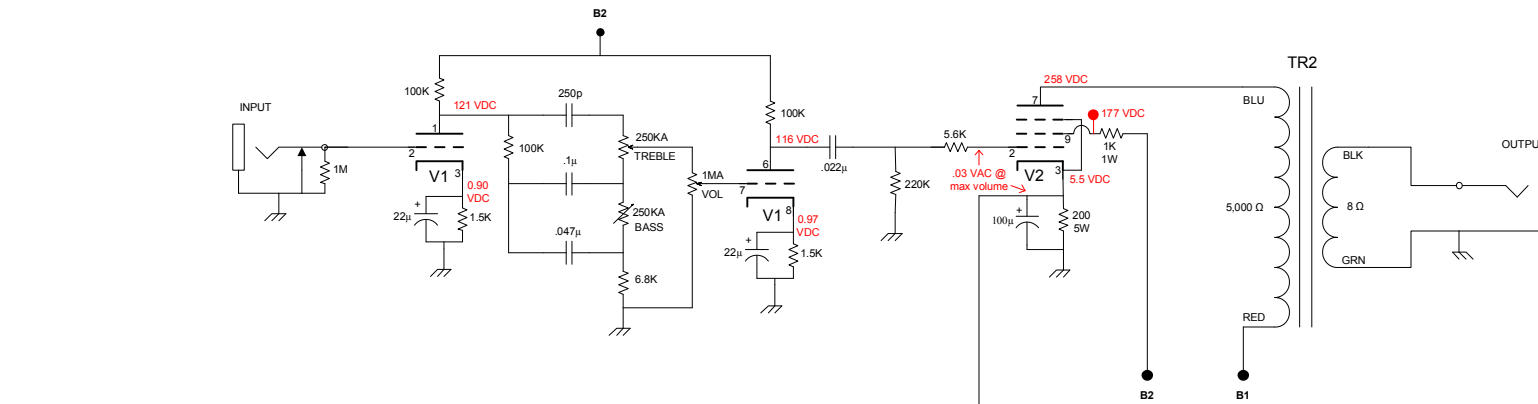 B2
TR2
258 VDC
BLU
250p
100K
121 VDC
INPUT
7
177 VDC
100K
250KA
TREBLE
116 VDC
5.6K
1K
1W
9
1
2
100K
.1µ
1MA
VOL
6
7
.022µ
2
V2
3
5.5 VDC
BLK
OUTPU
1M
V1
3
0.90
VDC
.03 VAC @
max volume
220K
22µ
1.5K
250KA
BASS
V1
8
0.97
VDC
100µ
200
5W
5,000 Ω
8 Ω
.047µ
22µ
1.5K
6.8K
GRN
RED
B2
B1
+
+
+